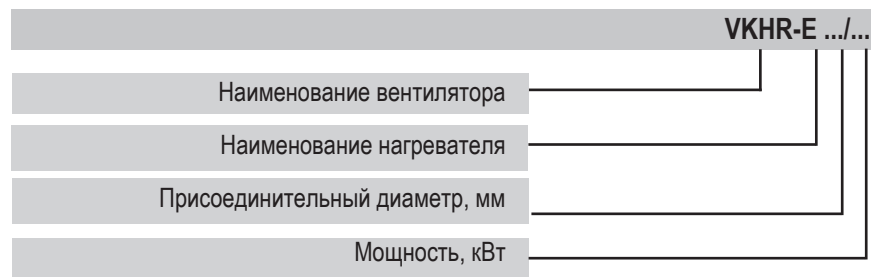 VKHR-E .../...
Наименование вентилятора
Наименование нагревателя
Присоединительный диаметр, мм
Мощность, кВт